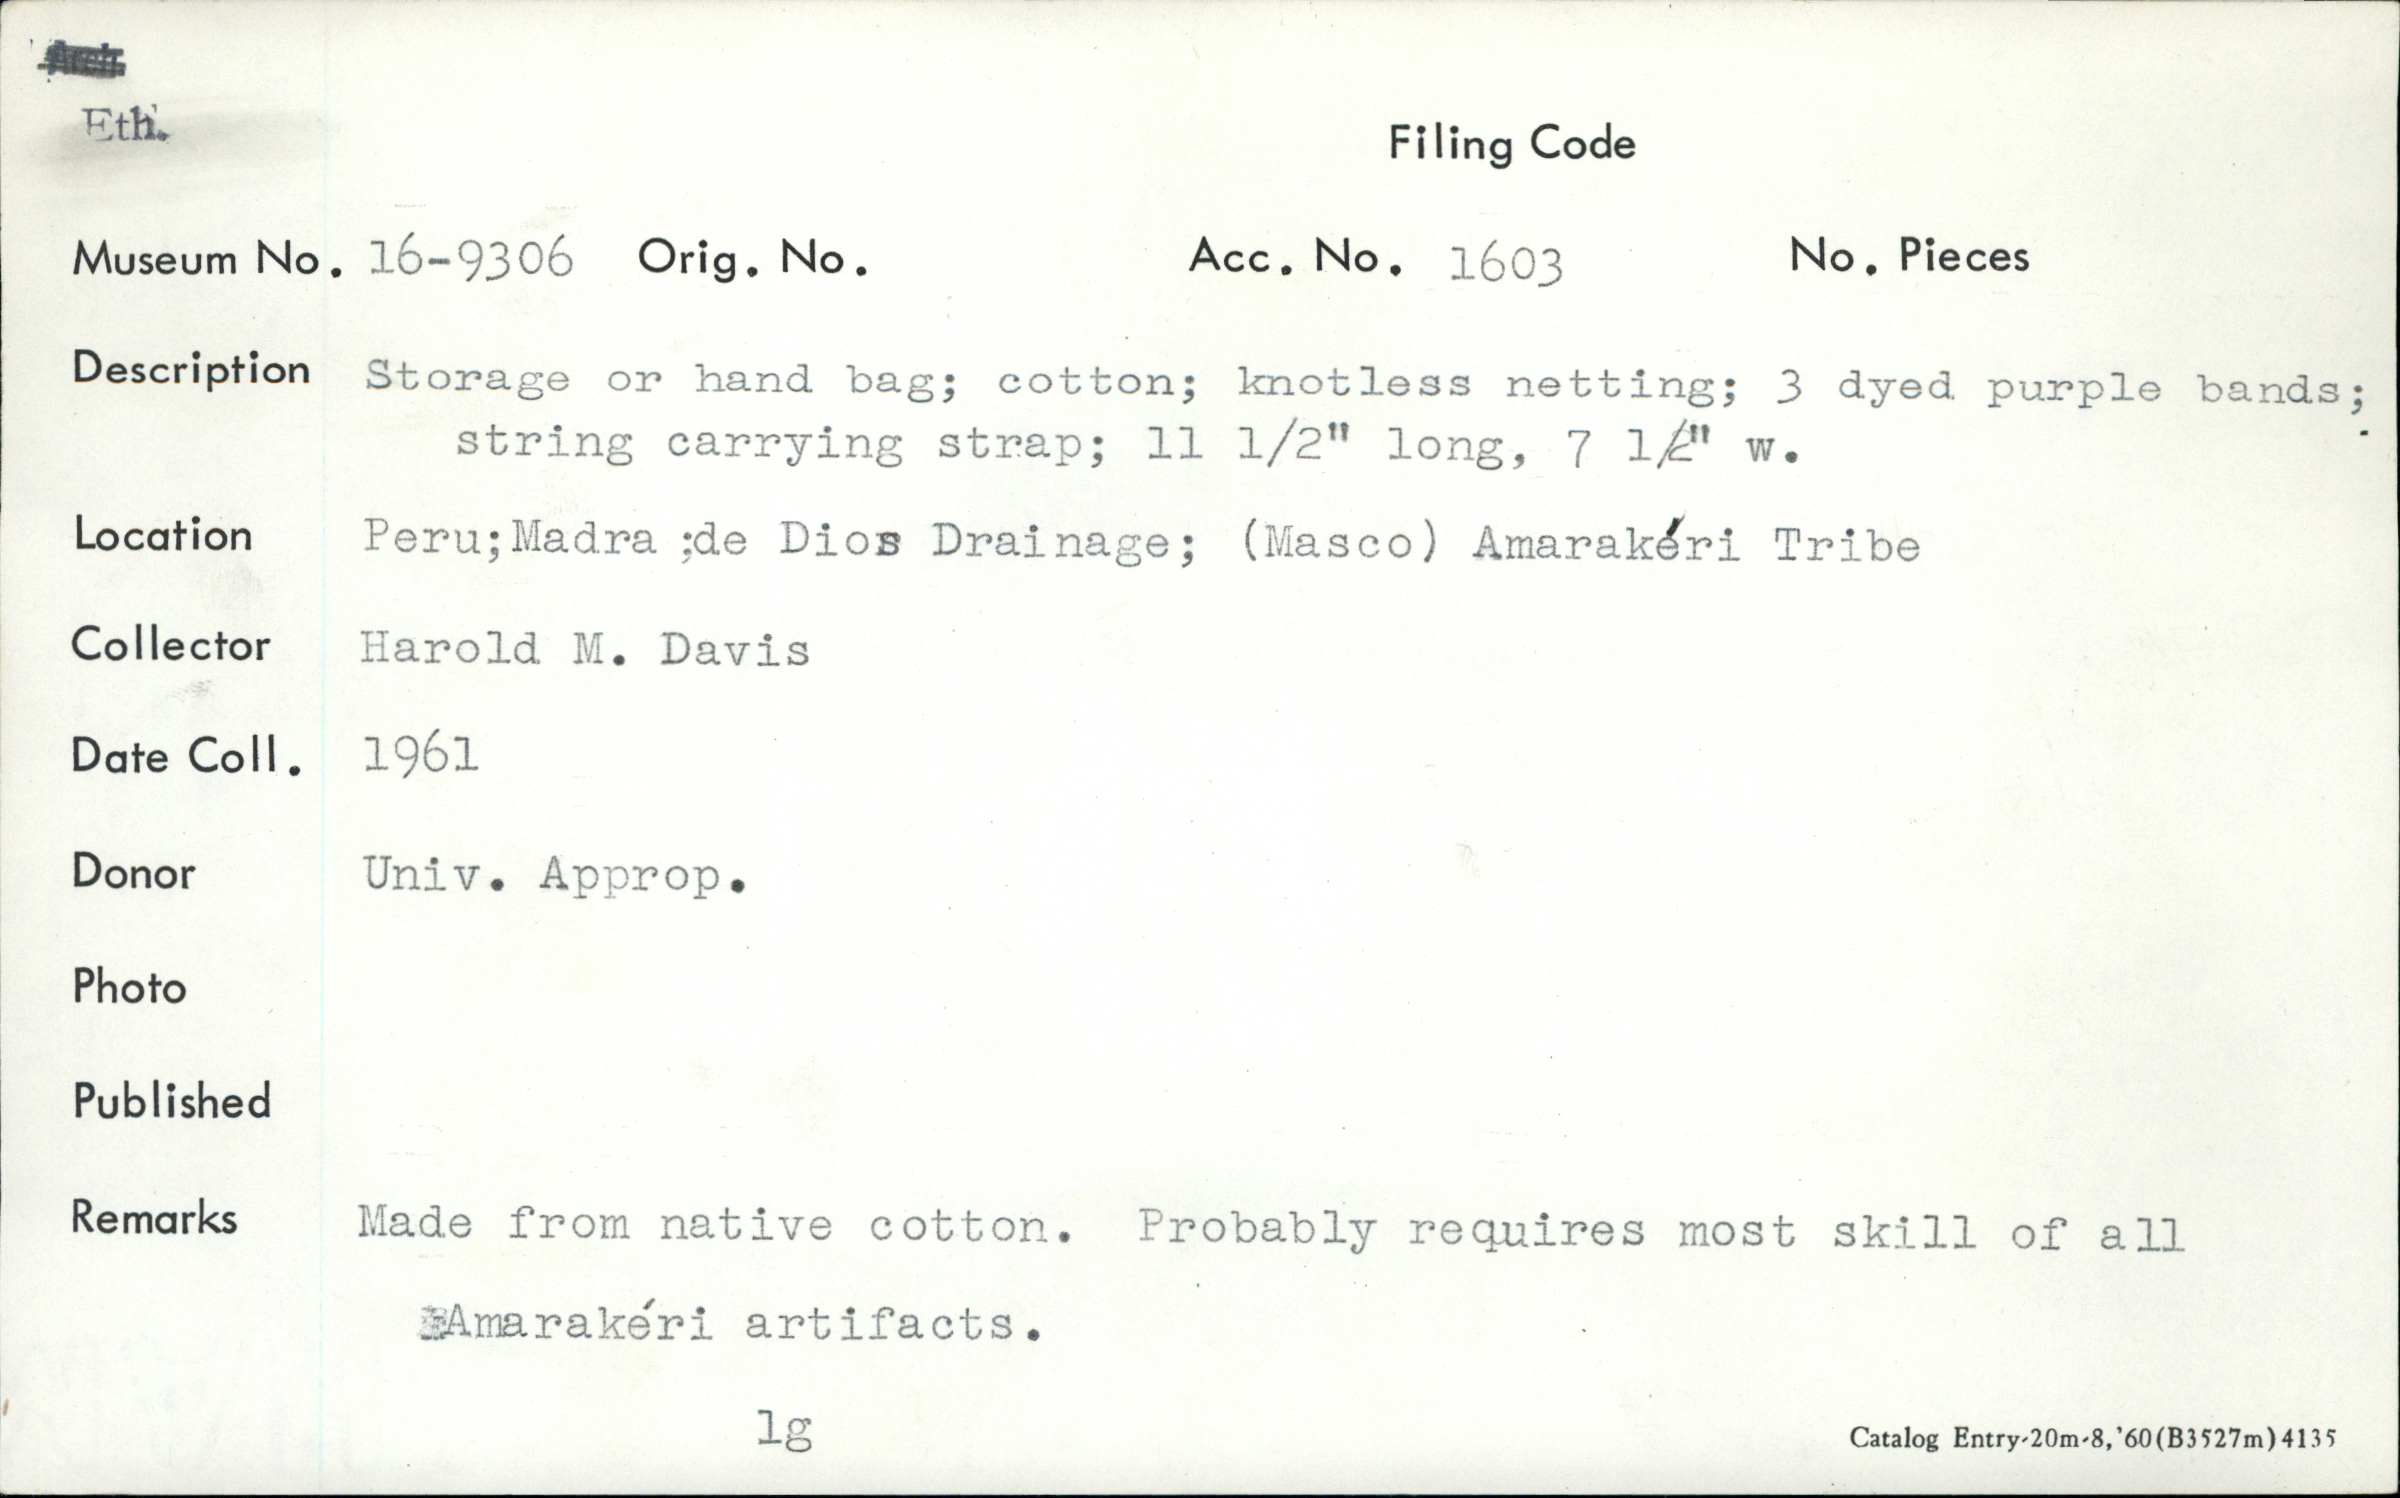 Eth.
Filing Code
Museum No. 16-9306 Orig. No. Acc. No. 1603 No. Pieces
Description Storage or hand bag; cotton; knotless netting; 3 dyed purple bands;
string carrying strap; 11 1/2" long, 7 1/2" w.
Location Peru;Madra ;de Dios Drainage; (Masco) Amarakéri Tribe
Collector Harold M. Davis
Date Coll. 1961
Donor Univ. Approp.
Photo
Published
Remarks Made from native cotton. Probably requires most skill of all
Amarakéri artifacts.
lg
Catalog Entry-20m-8,'60(B3527m)4135